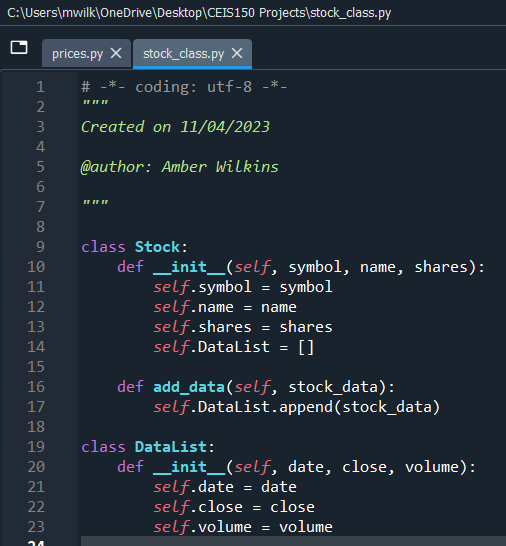 C:\Users\mwilk\OneDrive\Desktop\CEIS150 Projects\stock_class.py
prices.py X stock_class.py X
1 # -*- coding: utf-8 -*-
2 """
3 Created on 11/04/2023
4
5 @author: Amber Wilkins
6
7 """
8
9 class Stock:
10     def __init__(self, symbol, name, shares):
11         self.symbol = symbol
12         self.name = name
13         self.shares = shares
14         self.DataList = []
15
16     def add_data(self, stock_data):
17         self.DataList.append(stock_data)
18
19 class DataList:
20     def __init__(self, date, close, volume):
21         self.date = date
22         self.close = close
23         self.volume = volume
24